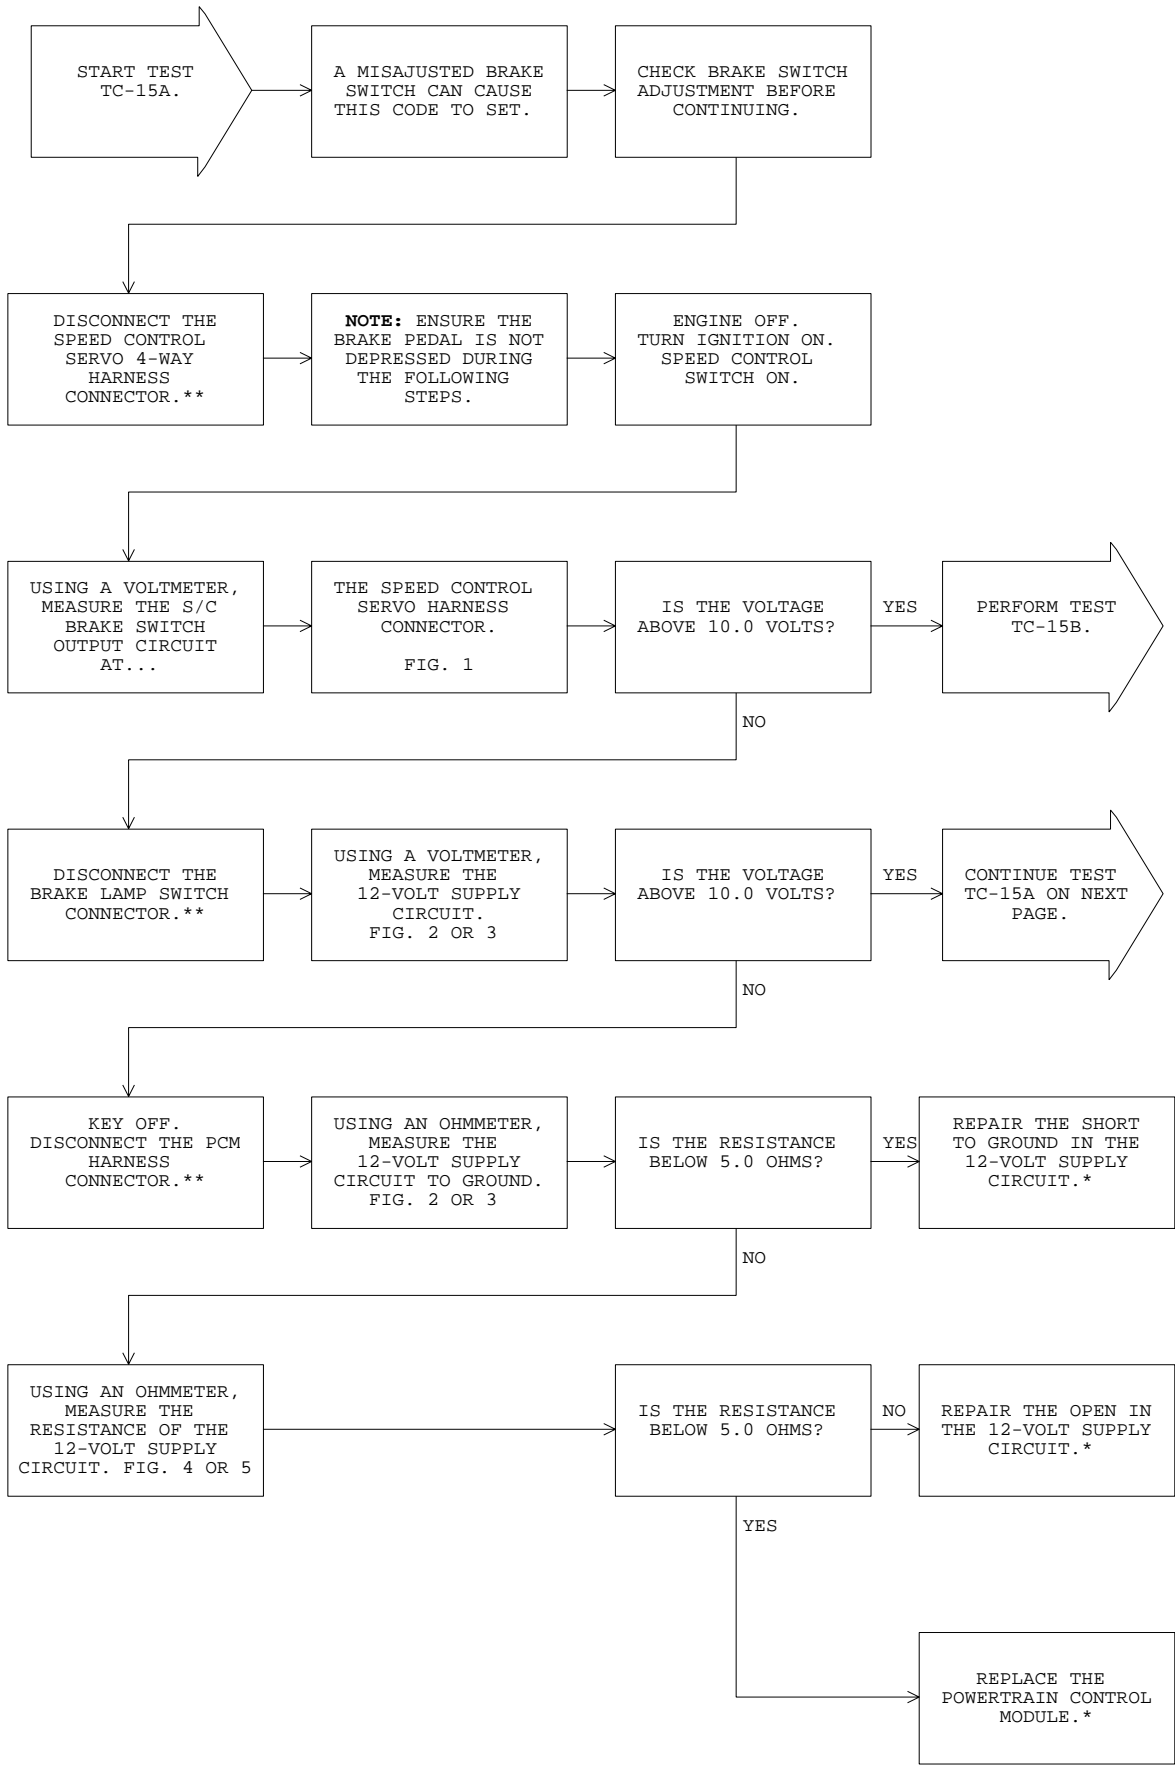 START TEST
TC-15A.
A MISAJUSTED BRAKE
SWITCH CAN CAUSE
THIS CODE TO SET.
CHECK BRAKE SWITCH
ADJUSTMENT BEFORE
CONTINUING.
DISCONNECT THE
SPEED CONTROL
SERVO 4-WAY
HARNESS
CONNECTOR.**
NOTE: ENSURE THE
BRAKE PEDAL IS NOT
DEPRESSED DURING
THE FOLLOWING
STEPS.
ENGINE OFF.
TURN IGNITION ON.
SPEED CONTROL
SWITCH ON.
USING A VOLTMETER,
MEASURE THE S/C
BRAKE SWITCH
OUTPUT CIRCUIT
AT...
THE SPEED CONTROL
SERVO HARNESS
CONNECTOR.
FIG. 1
IS THE VOLTAGE
ABOVE 10.0 VOLTS?
YES
PERFORM TEST
TC-15B.
NO
DISCONNECT THE
BRAKE LAMP SWITCH
CONNECTOR.**
USING A VOLTMETER,
MEASURE THE
12-VOLT SUPPLY
CIRCUIT.
FIG. 2 OR 3
IS THE VOLTAGE
ABOVE 10.0 VOLTS?
YES
CONTINUE TEST
TC-15A ON NEXT
PAGE.
NO
KEY OFF.
DISCONNECT THE PCM
HARNESS
CONNECTOR.**
USING AN OHMMETER,
MEASURE THE
12-VOLT SUPPLY
CIRCUIT TO GROUND.
FIG. 2 OR 3
IS THE RESISTANCE
BELOW 5.0 OHMS?
YES
REPAIR THE SHORT
TO GROUND IN THE
12-VOLT SUPPLY
CIRCUIT.*
NO
USING AN OHMMETER,
MEASURE THE
RESISTANCE OF THE
12-VOLT SUPPLY
CIRCUIT. FIG. 4 OR 5
IS THE RESISTANCE
BELOW 5.0 OHMS?
NO
REPAIR THE OPEN IN
THE 12-VOLT SUPPLY
CIRCUIT.*
YES
REPLACE THE
POWERTRAIN CONTROL
MODULE.*